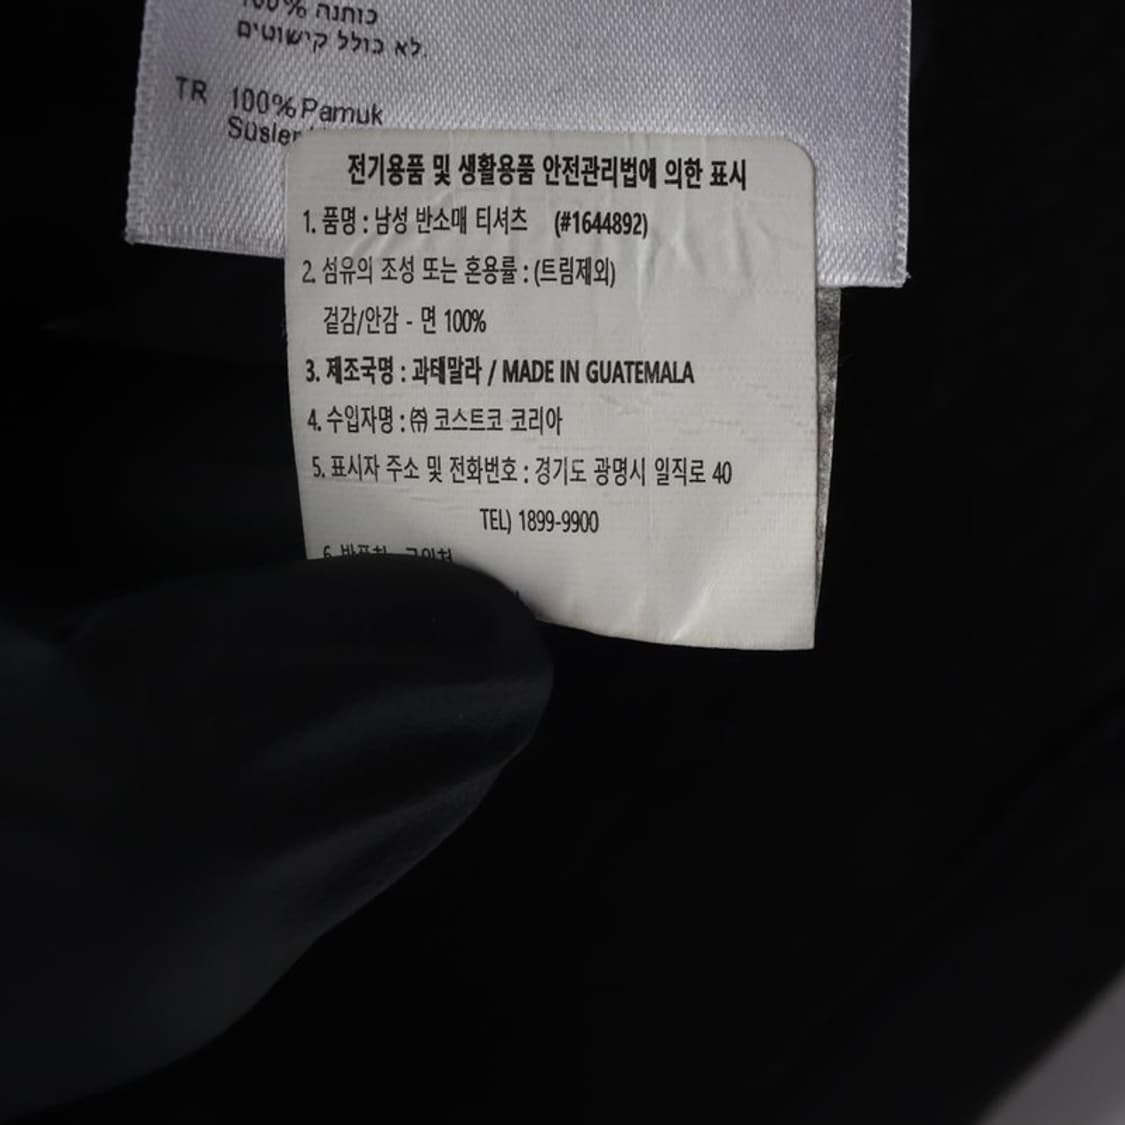 100% כותנה
לא כולל קישוטים.
TR 100% Pamuk
Süsler
전기용품 및 생활용품 안전관리법에 의한 표시
1. 품명 : 남성 반소매 티셔츠 (#1644892)
2. 섬유의 조성 또는 혼용률 : (트림제외)
겉감/안감 - 면 100%
3. 제조국명 : 과테말라 / MADE IN GUATEMALA
4. 수입자명 : ㈜ 코스트코 코리아
5. 표시자 주소 및 전화번호 : 경기도 광명시 일직로 40
TEL) 1899-9900
6.